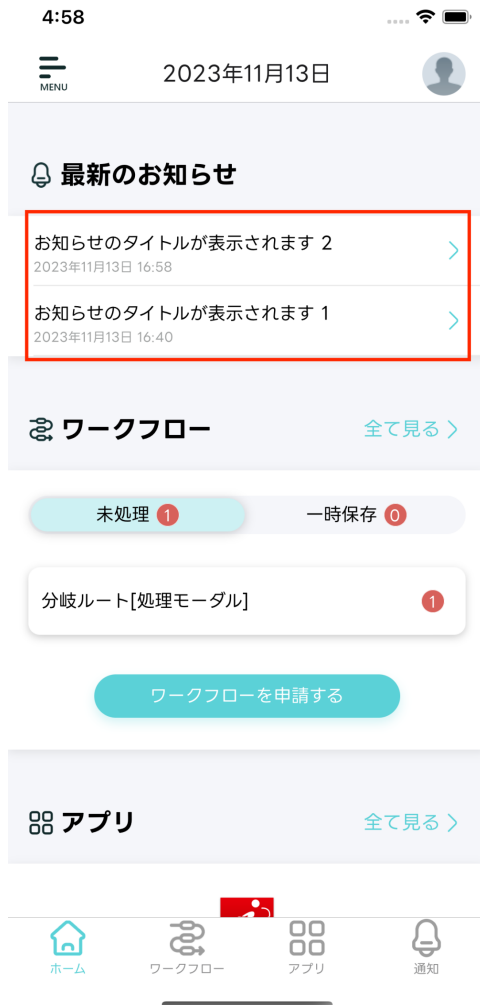 4:58
MENU
2023年11月13日
最新のお知らせ
お知らせのタイトルが表示されます 2
2023年11月13日 16:58
お知らせのタイトルが表示されます 1
2023年11月13日 16:40
ワークフロー
全て見る
未処理 1
一時保存 0
分岐ルート[処理モーダル]
1
ワークフローを申請する
アプリ
全て見る
ホーム
ワークフロー
アプリ
通知